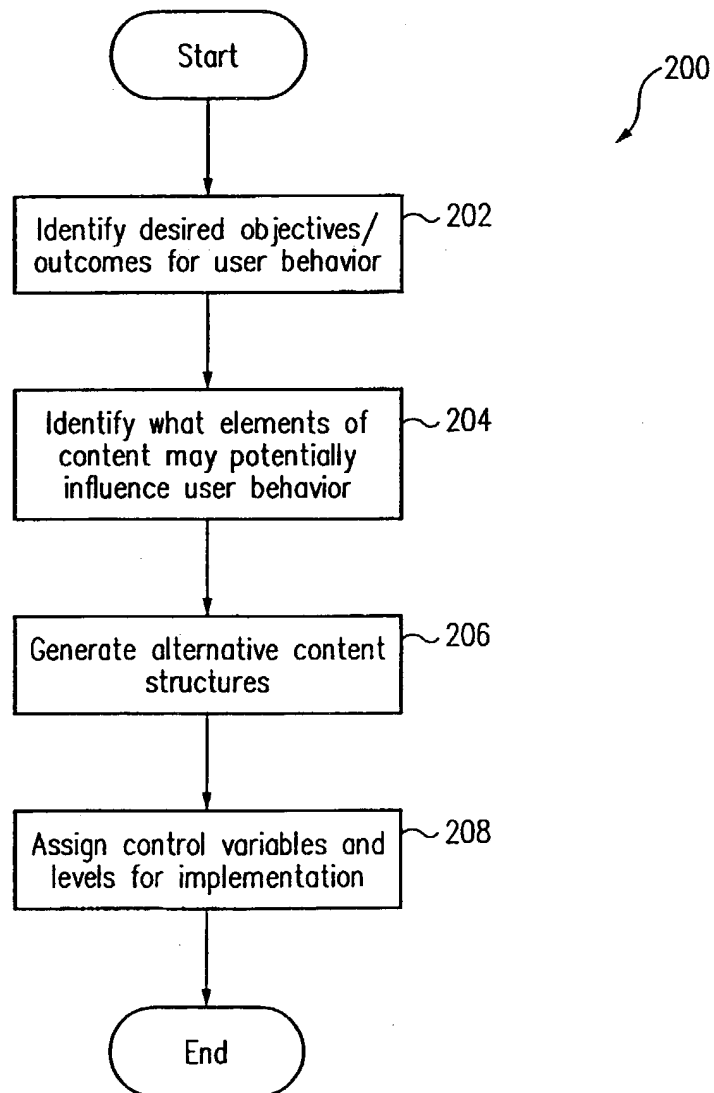 Start
200
Identify desired objectives/
outcomes for user behavior
202
Identify what elements of
content may potentially
influence user behavior
204
Generate alternative content
structures
206
Assign control variables and
levels for implementation
208
End